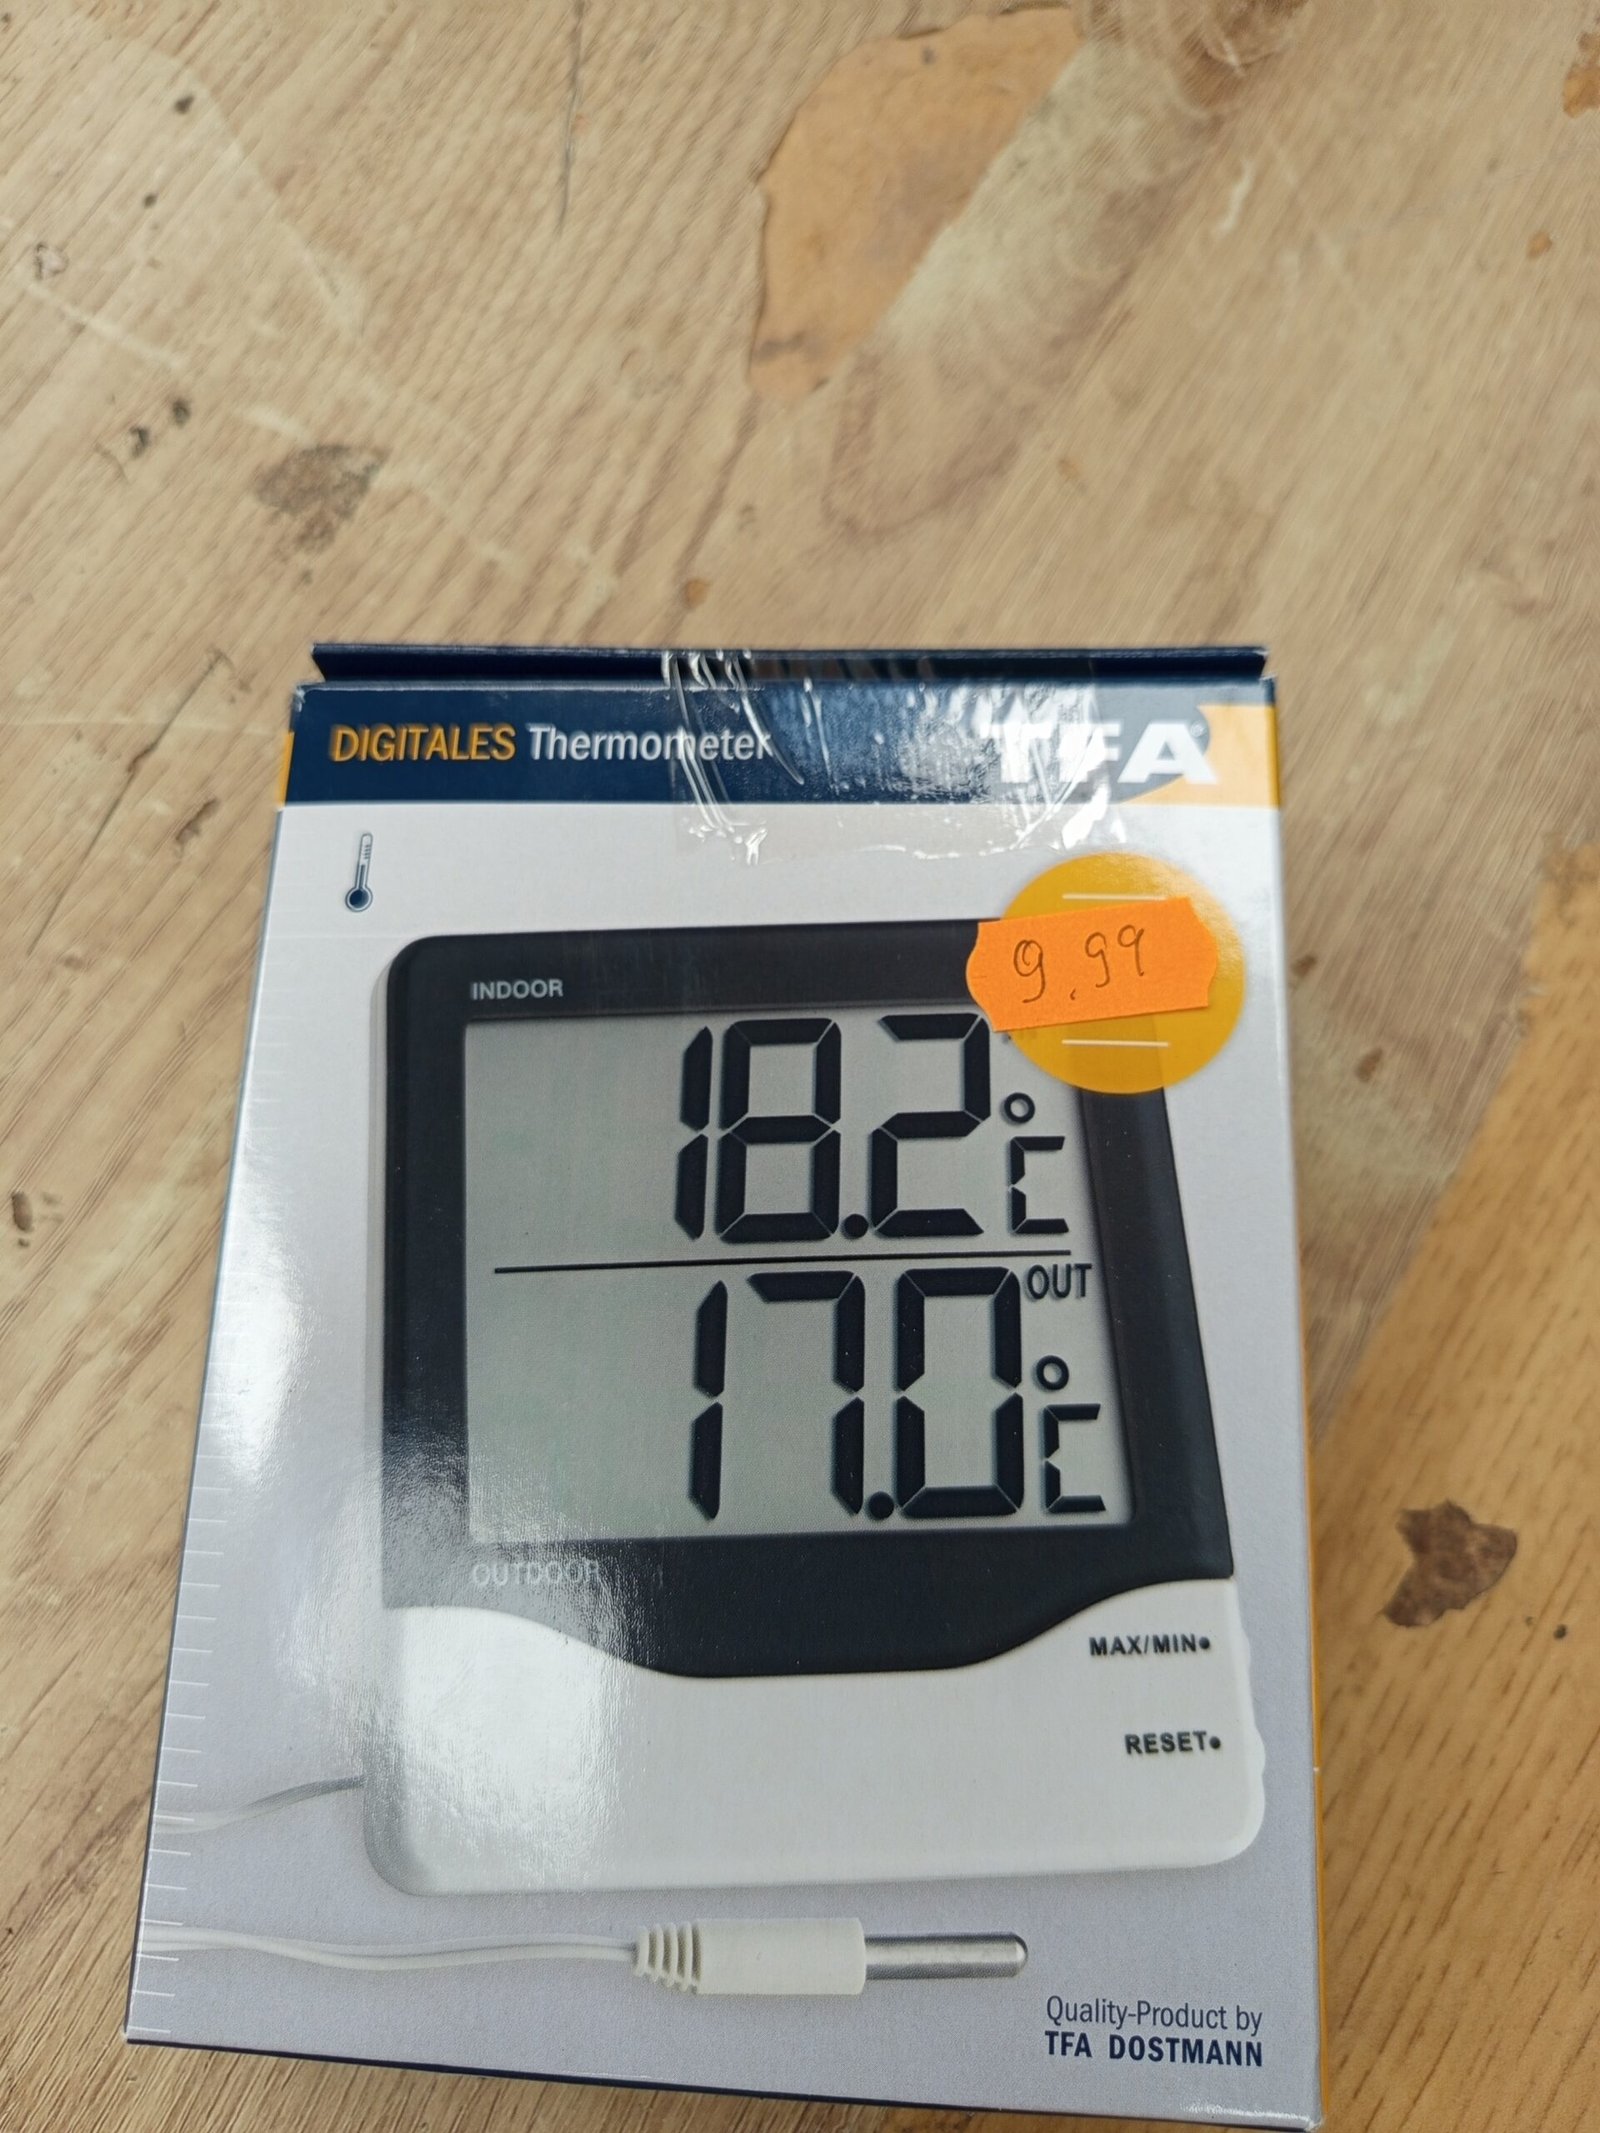 DIGITALES Thermometer
TFA®
9.99
INDOOR
18.2°C
OUT
17.0°C
OUTDOOR
MAX/MIN
RESET
Quality-Product by
TFA DOSTMANN